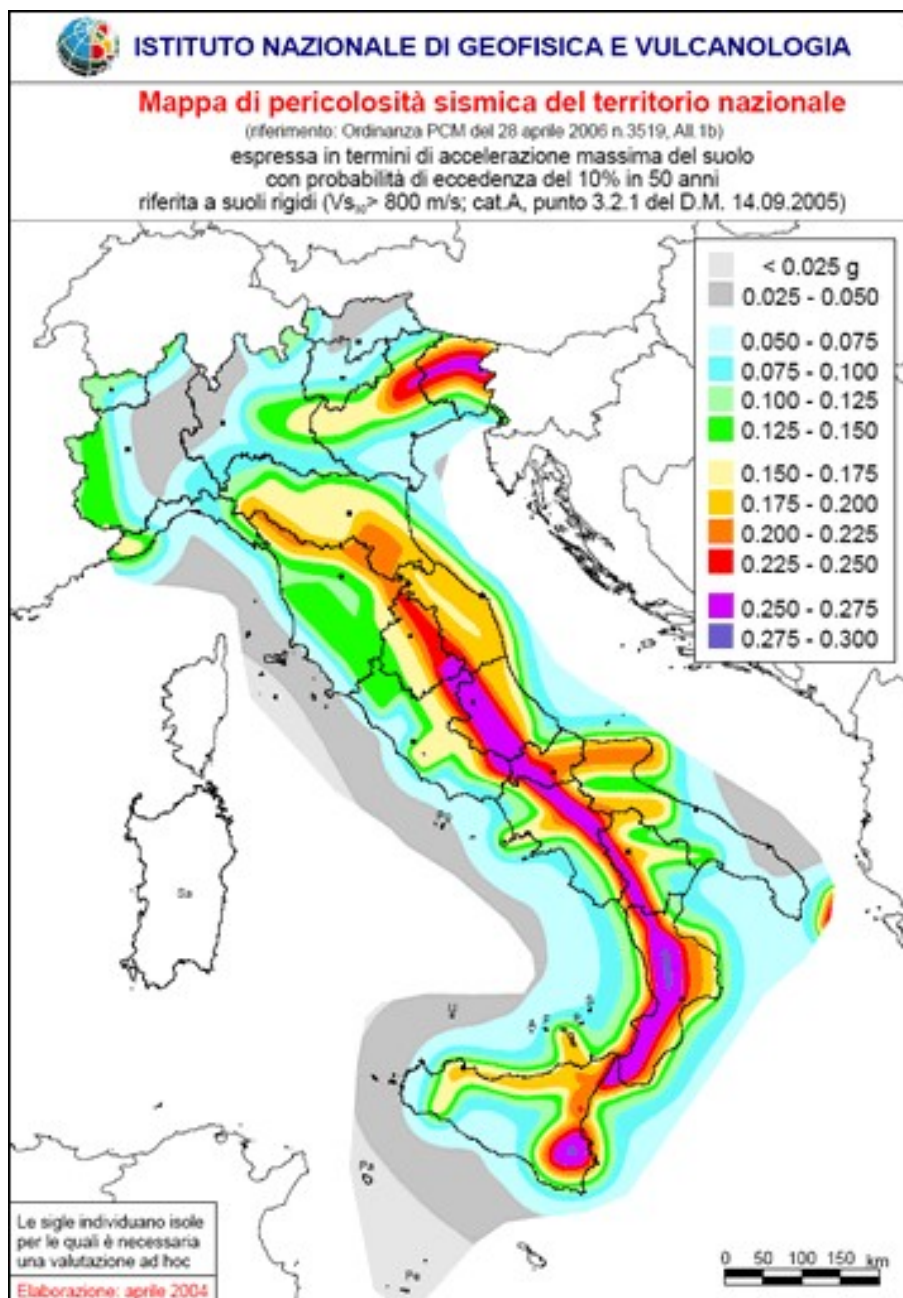 ISTITUTO NAZIONALE DI GEOFISICA E VULCANOLOGIA
Mappa di pericolosità sismica del territorio nazionale
(riferimento: Ordinanza PCM del 28 aprile 2006 n.3519, All.1b)
espressa in termini di accelerazione massima del suolo
con probabilità di eccedenza del 10% in 50 anni
riferita a suoli rigidi (Vs₃₀> 800 m/s; cat.A, punto 3.2.1 del D.M. 14.09.2005)
< 0.025 g
0.025 - 0.050
0.050 - 0.075
0.075 - 0.100
0.100 - 0.125
0.125 - 0.150
0.150 - 0.175
0.175 - 0.200
0.200 - 0.225
0.225 - 0.250
0.250 - 0.275
0.275 - 0.300
Sa
U
A
Pa
Pe
Le sigle individuano isole
per le quali è necessaria
una valutazione ad hoc
Elaborazione: aprile 2004
0 50 100 150 km